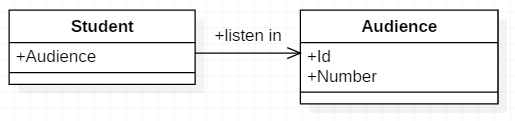 Student
+Audience
+listen in
Audience
+Id
+Number